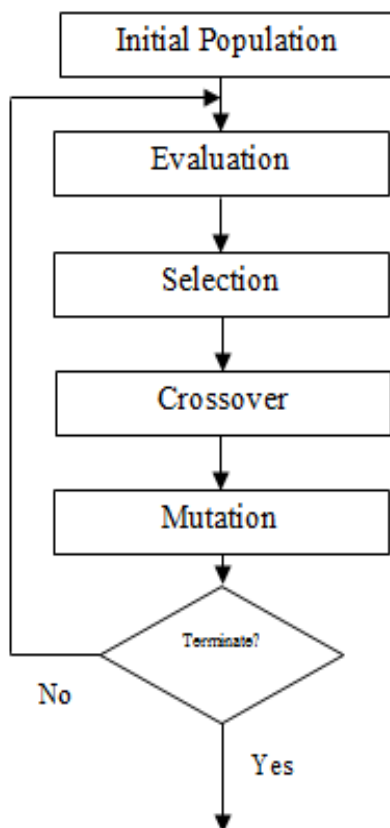 Initial Population
Evaluation
Selection
Crossover
Mutation
Terminate?
No
Yes